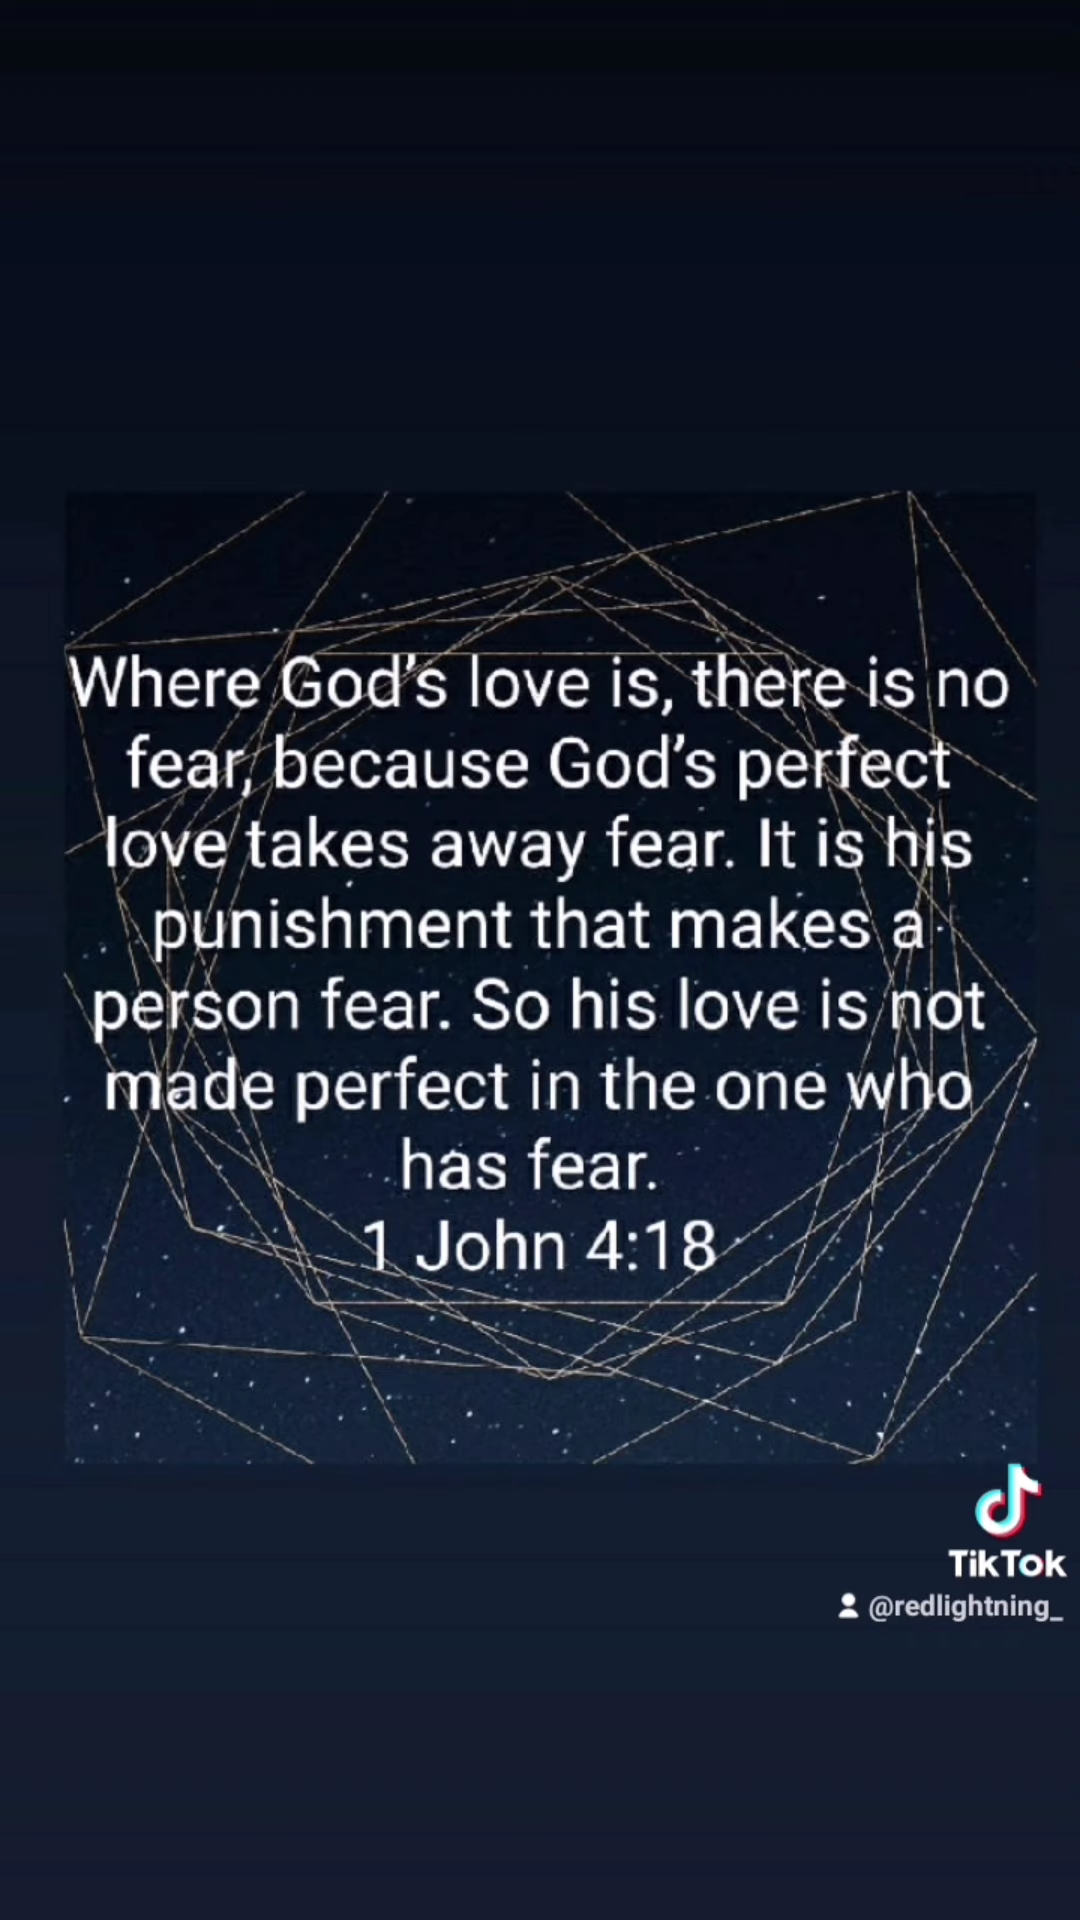 Where God’s love is, there is no
fear, because God’s perfect
love takes away fear. It is his
punishment that makes a
person fear. So his love is not
made perfect in the one who
has fear.
1 John 4:18
TikTok
@redlightning_